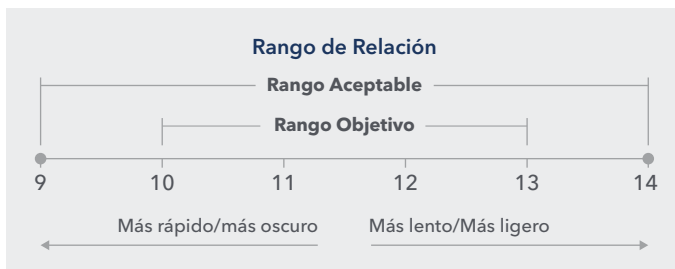 Rango de Relación
Rango Aceptable
Rango Objetivo
9 10 11 12 13 14
Más rápido/más oscuro Más lento/Más ligero